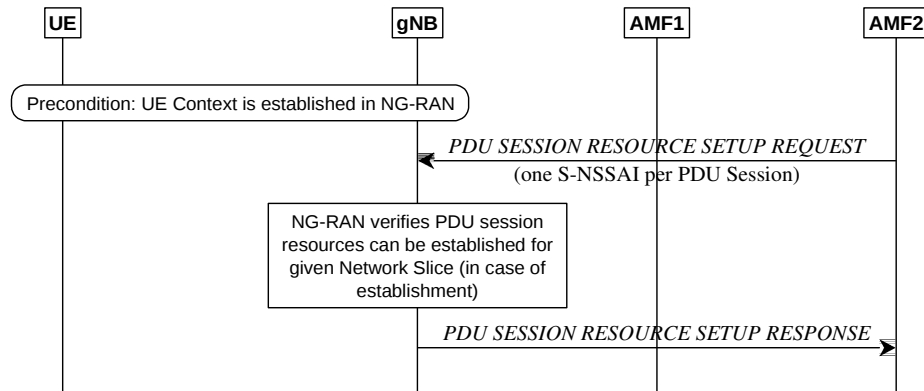 UE gNB AMF1 AMF2
Precondition: UE Context is established in NG-RAN
PDU SESSION RESOURCE SETUP REQUEST
(one S-NSSAI per PDU Session)
NG-RAN verifies PDU session
resources can be established for
given Network Slice (in case of
establishment)
PDU SESSION RESOURCE SETUP RESPONSE